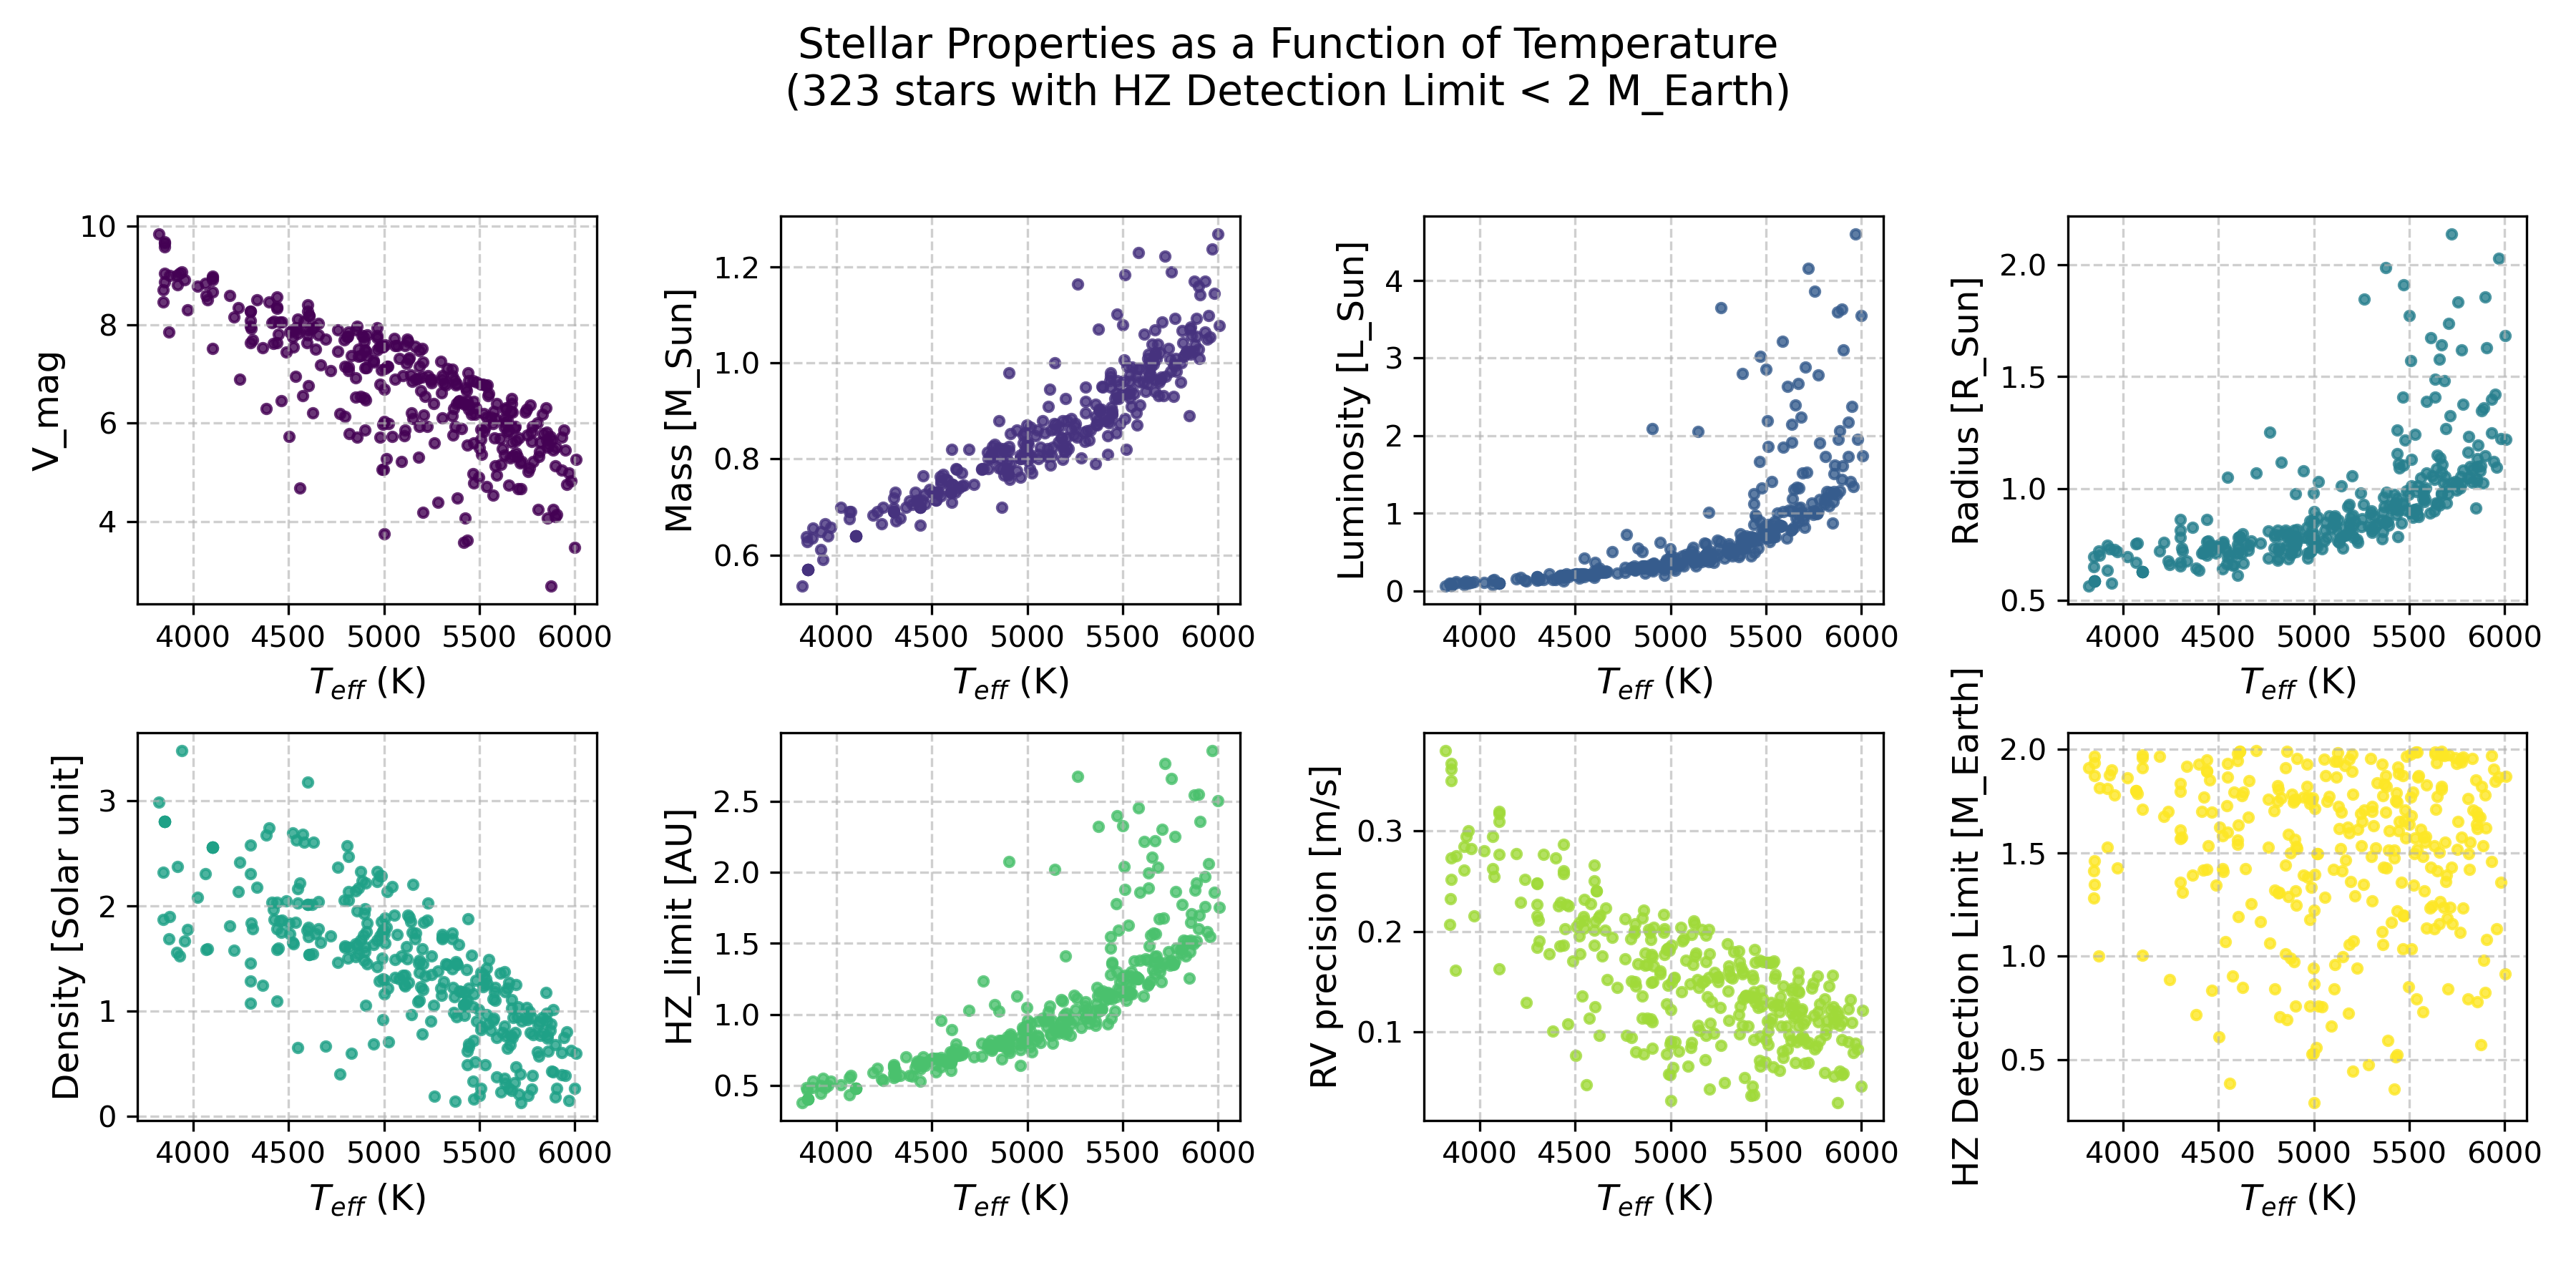 Stellar Properties as a Function of Temperature
(323 stars with HZ Detection Limit < 2 M_Earth)
V_mag
10
8
6
4
4000 4500 5000 5500 6000
T_eff (K)
Mass [M_Sun]
1.2
1.0
0.8
0.6
4000 4500 5000 5500 6000
T_eff (K)
Luminosity [L_Sun]
4
3
2
1
0
4000 4500 5000 5500 6000
T_eff (K)
Radius [R_Sun]
2.0
1.5
1.0
0.5
4000 4500 5000 5500 6000
T_eff (K)
Density [Solar unit]
3
2
1
0
4000 4500 5000 5500 6000
T_eff (K)
HZ_limit [AU]
2.5
2.0
1.5
1.0
0.5
4000 4500 5000 5500 6000
T_eff (K)
RV precision [m/s]
0.3
0.2
0.1
4000 4500 5000 5500 6000
T_eff (K)
HZ Detection Limit [M_Earth]
2.0
1.5
1.0
0.5
4000 4500 5000 5500 6000
T_eff (K)